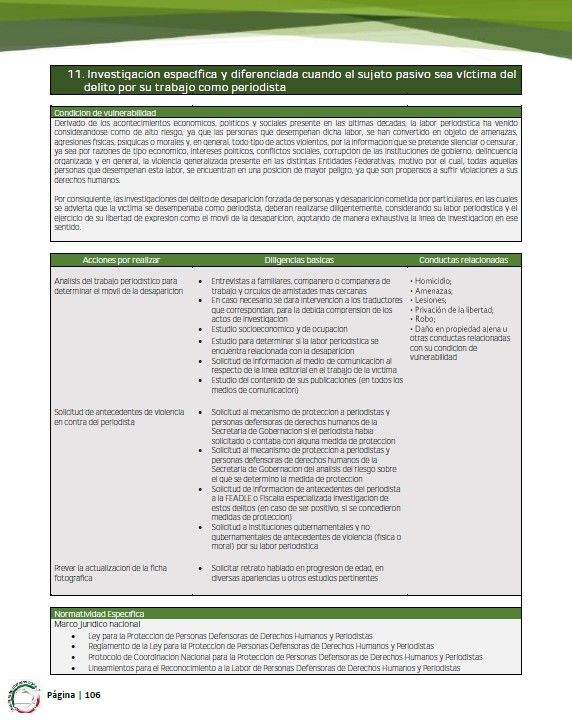 11. Investigación específica y diferenciada cuando el sujeto pasivo sea víctima del
delito por su trabajo como periodista
Condicion de vulnerabilidad
Derivado de los acontecimientos economicos, politicos y sociales presente en las ultimas decadas, la labor periodistica ha venido
considerandose como de alto riesgo, ya que las personas que desempenan dicha labor, se han convertido en objeto de amenazas,
agresiones fisicas, psiquicas o morales y, en general, todo tipo de actos violentos, por la informacion que se pretende silenciar o censurar,
ya sea por razones de tipo economico, intereses politicos, conflictos sociales, corrupcion de las instituciones de gobierno, delincuencia
organizada y en general, la violencia generalizada presente en las distintas Entidades Federativas, motivo por el cual, todas aquellas
personas que desempenan esta labor, se encuentran en una posicion de mayor peligro, ya que son propensos a sufrir violaciones a sus
derechos humanos.
Por consiguiente, las investigaciones del delito de desaparicion forzada de personas y desaparicion cometida por particulares, en las cuales
se advierta que la victima se desempenaba como periodista, deberan realizarse diligentemente, considerando su labor periodistica y el
ejercicio de su libertad de expresion como el movil de la desaparicion, agotando de manera exhaustiva la linea de investigacion en ese
sentido.
Acciones por realizar Diligencias basicas Conductas relacionadas
Analisis del trabajo periodistico para
determinar el movil de la desaparicion
• Entrevistas a familiares, companero o companera de
trabajo y circulos de amistades mas cercanas
• En caso necesario se dara intervencion a los traductores
que correspondan, para la debida comprension de los
actos de investigacion
• Estudio socioeconomico y de ocupacion
• Estudio para determinar si la labor periodistica se
encuentra relacionada con la desaparicion
• Solicitud de informacion al medio de comunicacion al
respecto de la linea editorial en el trabajo de la victima
• Estudio del contenido de sus publicaciones (en todos los
medios de comunicacion)
• Homicidio;
• Amenazas;
• Lesiones;
• Privación de la libertad;
• Robo;
• Daño en propiedad ajena u
otras conductas relacionadas
con su condicion de
vulnerabilidad
Solicitud de antecedentes de violencia
en contra del periodista
• Solicitud al mecanismo de proteccion a periodistas y
personas defensoras de derechos humanos de la
Secretaria de Gobernacion si el periodista habia
solicitado o contaba con alguna medida de proteccion
• Solicitud al mecanismo de proteccion a periodistas y
personas defensoras de derechos humanos de la
Secretaria de Gobernacion del analisis del riesgo sobre
el que se determino la medida de proteccion
• Solicitud de informacion de antecedentes del periodista
a la FEADLE o Fiscalia especializada investigacion de
estos delitos (en caso de ser positivo, si se concedieron
medidas de proteccion)
• Solicitud a instituciones gubernamentales y no
gubernamentales de antecedentes de violencia (fisica o
moral) por su labor periodistica
Prever la actualizacion de la ficha
fotografica
• Solicitar retrato hablado en progresion de edad, en
diversas apariencias u otros estudios pertinentes
Normatividad Especifica
Marco juridico nacional
• Ley para la Proteccion de Personas Defensoras de Derechos Humanos y Periodistas
• Reglamento de la Ley para la Proteccion de Personas Defensoras de Derechos Humanos y Periodistas
• Protocolo de Coordinacion Nacional para la Proteccion de Personas Defensoras de Derechos Humanos y Periodistas
• Lineamientos para el Reconocimiento a la Labor de Personas Defensoras de Derechos Humanos y Periodistas
Página | 106